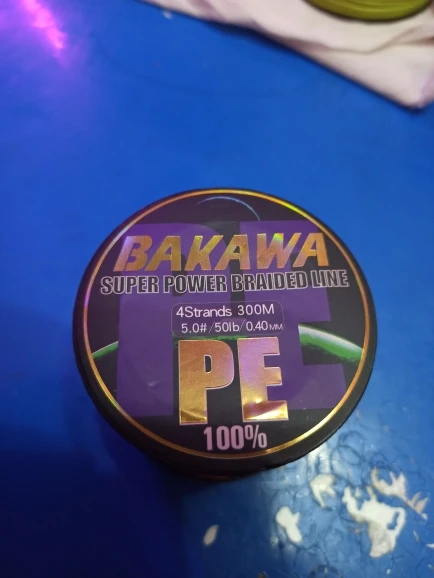 BAKAWA
SUPER POWER BRAIDED LINE
4Strands 300M
5.0#/50lb/0.40MM
PE
100%